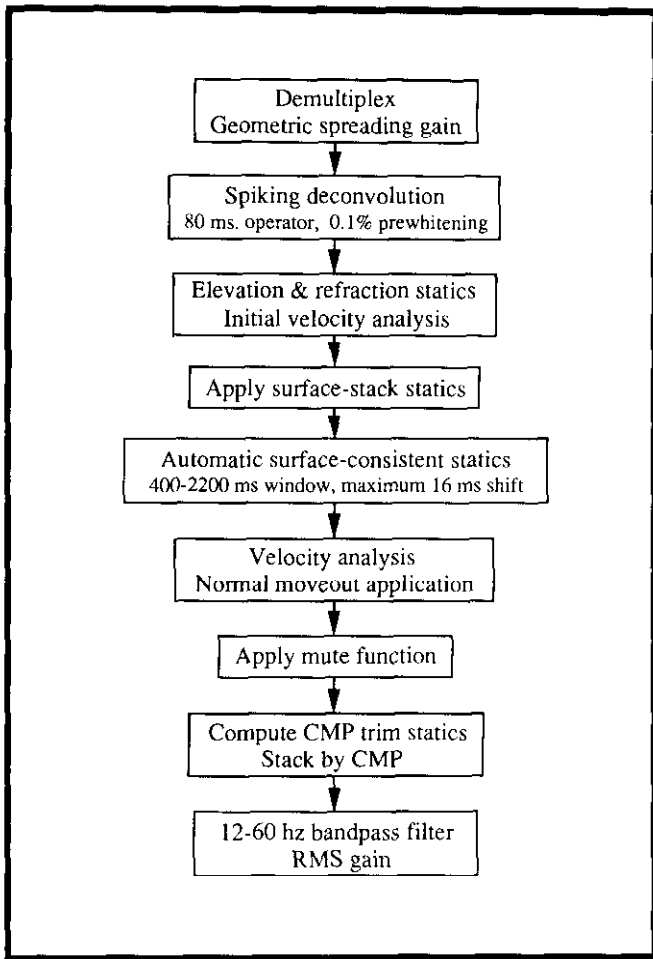 Demultiplex
Geometric spreading gain
Spiking deconvolution
80 ms. operator, 0.1% prewhitening
Elevation & refraction statics
Initial velocity analysis
Apply surface-stack statics
Automatic surface-consistent statics
400-2200 ms window, maximum 16 ms shift
Velocity analysis
Normal moveout application
Apply mute function
Compute CMP trim statics
Stack by CMP
12-60 hz bandpass filter
RMS gain